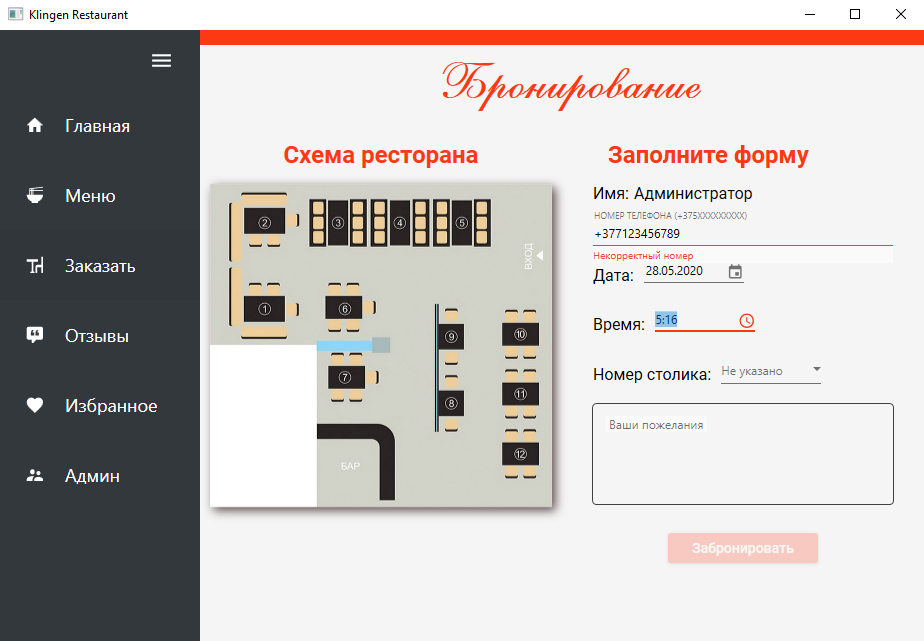 Klingen Restaurant
Главная
Меню
Заказать
Отзывы
Избранное
Админ
Бронирование
Схема ресторана
2
3
4
5
ВХОД
1
6
7
9
8
10
11
12
БАР
Заполните форму
Имя: Администратор
НОМЕР ТЕЛЕФОНА (+375XXXXXXXXX)
+377123456789
Некорректный номер
Дата: 28.05.2020
Время: 5:16
Номер столика: Не указано
Ваши пожелания
Забронировать